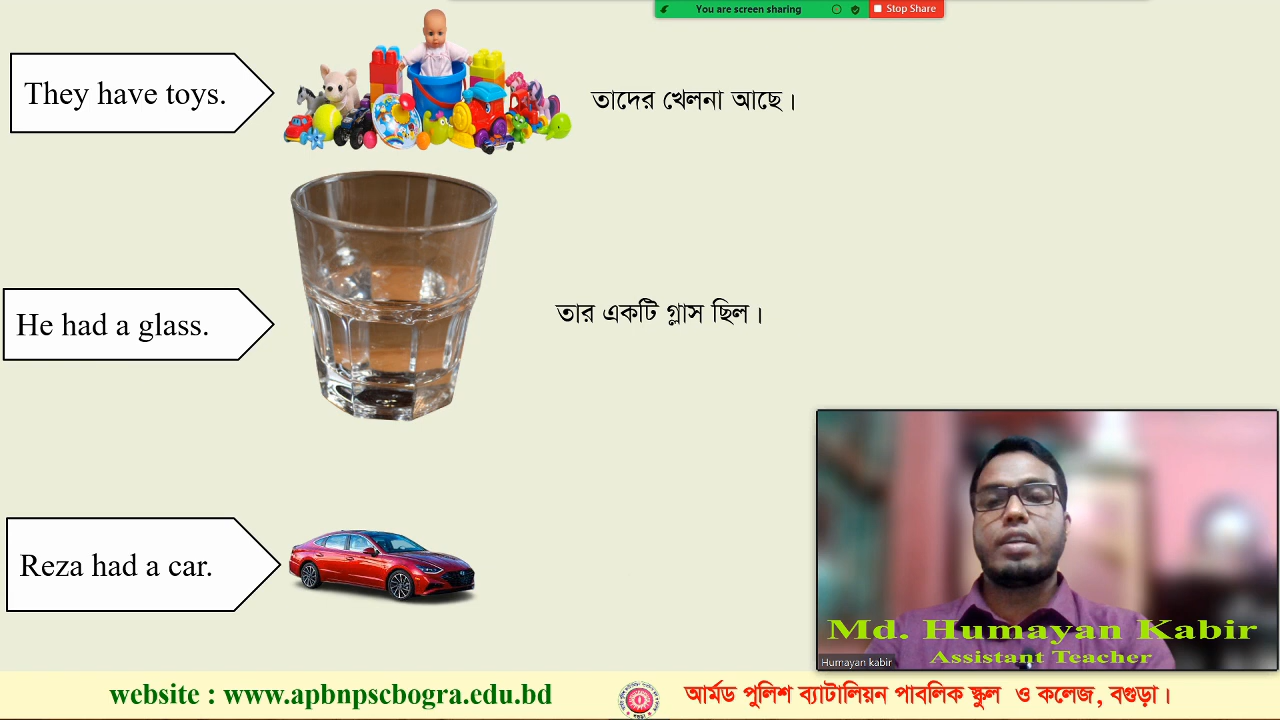 You are screen sharing
Stop Share
They have toys.
তাদের খেলনা আছে।
He had a glass.
তার একটি গ্লাস ছিল।
Reza had a car.
Md. Humayan Kabir
Assistant Teacher
Humayan kabir
website : www.apbnpscbogra.edu.bd
আর্মড পুলিশ ব্যাটালিয়ন পাবলিক স্কুল ও কলেজ, বগুড়া।